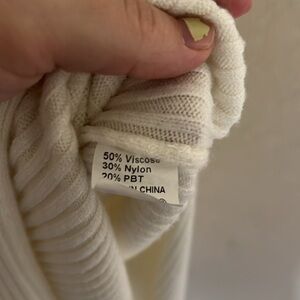 50% Viscose
30% Nylon
20% PBT
IN CHINA